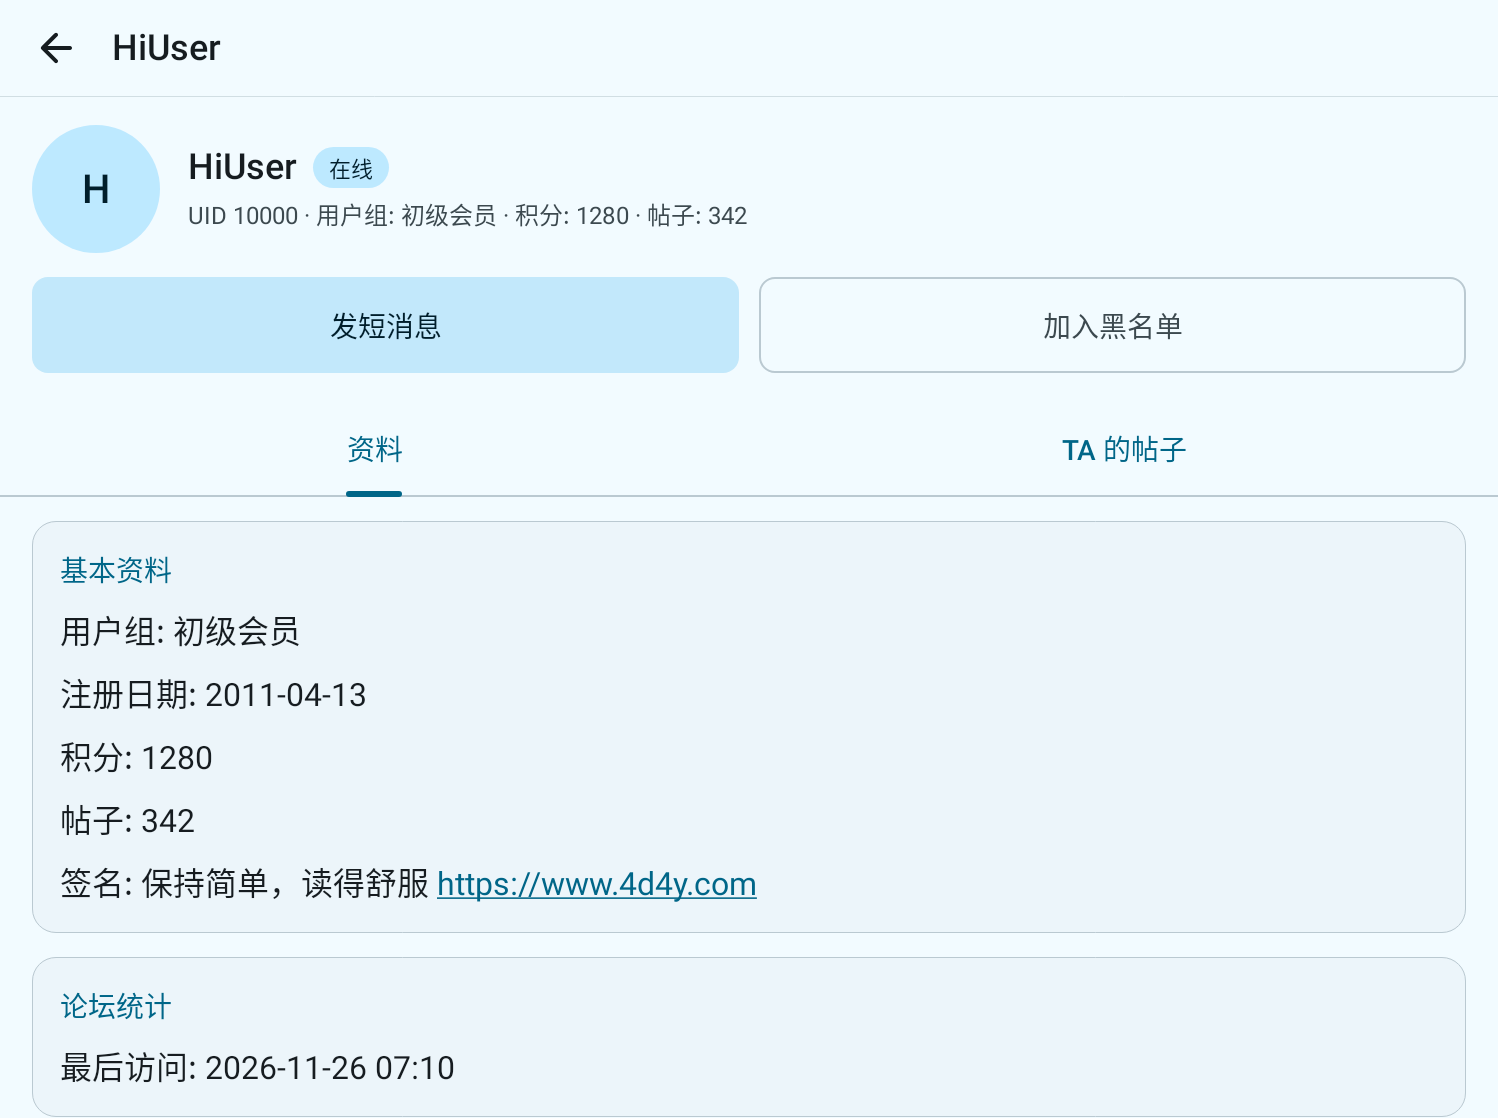 HiUser
H
HiUser 在线
UID 10000 · 用户组: 初级会员 · 积分: 1280 · 帖子: 342
发短消息 加入黑名单
资料 TA 的帖子
基本资料
用户组: 初级会员
注册日期: 2011-04-13
积分: 1280
帖子: 342
签名: 保持简单，读得舒服 https://www.4d4y.com
论坛统计
最后访问: 2026-11-26 07:10